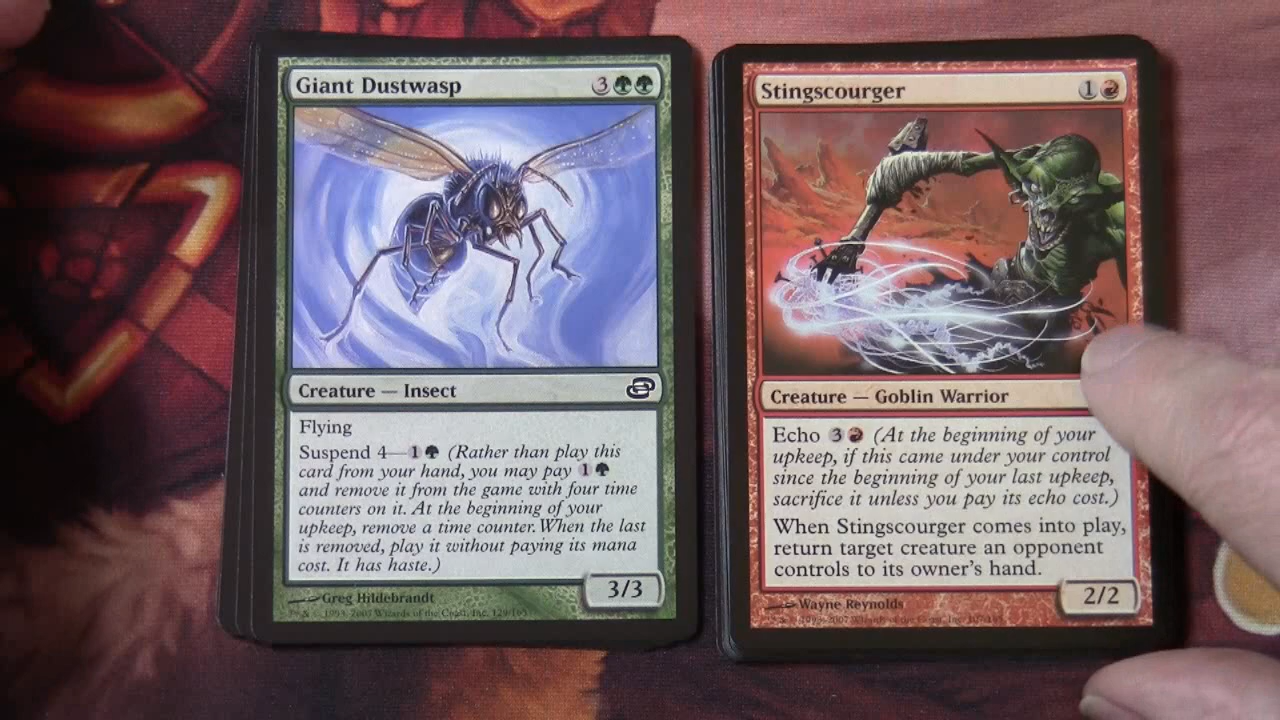 Giant Dustwasp 3
Creature — Insect
Flying
Suspend 4—1 (Rather than play this
card from your hand, you may pay 1
and remove it from the game with four time
counters on it. At the beginning of your
upkeep, remove a time counter. When the last
is removed, play it without paying its mana
cost. It has haste.)
3/3
Greg Hildebrandt
Stingscourger 1
Creature — Goblin Warrior
Echo 3 (At the beginning of your
upkeep, if this came under your control
since the beginning of your last upkeep,
sacrifice it unless you pay its echo cost.)
When Stingscourger comes into play,
return target creature an opponent
controls to its owner's hand.
2/2
Wayne Reynolds